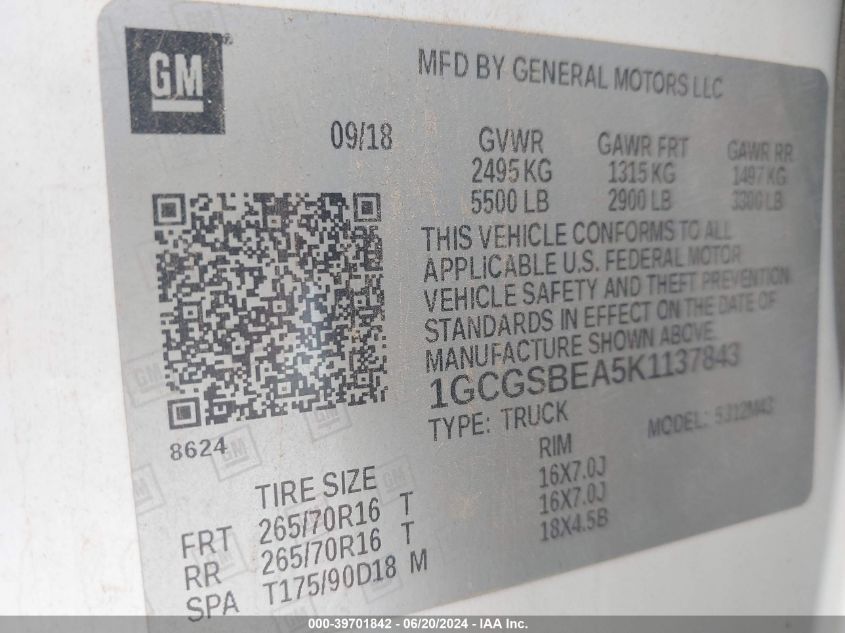 GM
MFD BY GENERAL MOTORS LLC
09/18
GVWR GAWR FRT GAWR RR
2495 KG 1315 KG 1497 KG
5500 LB 2900 LB 3300 LB
THIS VEHICLE CONFORMS TO ALL
APPLICABLE U.S. FEDERAL MOTOR
VEHICLE SAFETY AND THEFT PREVENTION
STANDARDS IN EFFECT ON THE DATE OF
MANUFACTURE SHOWN ABOVE.
1GCGSBEA5K1137843
TYPE: TRUCK MODEL: 5312M43
8624
TIRE SIZE RIM
FRT 265/70R16 T 16X7.0J
RR 265/70R16 T 16X7.0J
SPA T175/90D18 M 18X4.5B
000-39701842 - 06/20/2024 - IAA Inc.